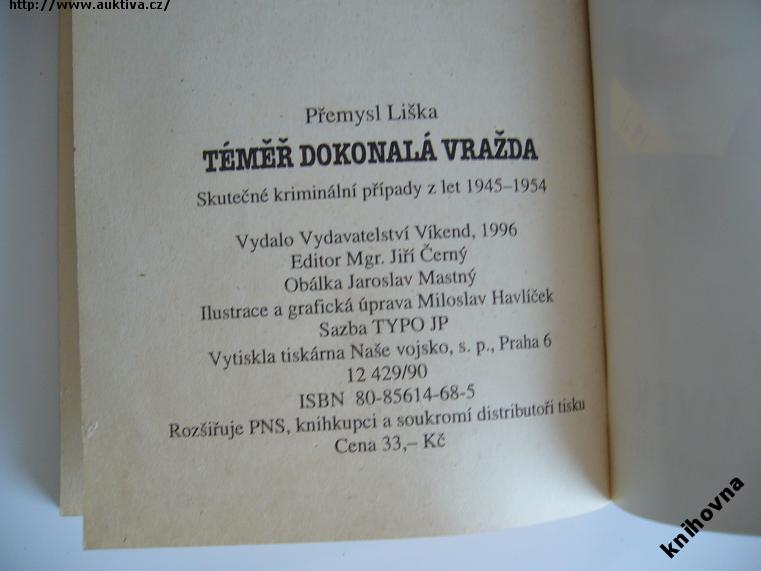 http://www.auktiva.cz/
Přemysl Liška
TÉMĚŘ DOKONALÁ VRAŽDA
Skutečné kriminální případy z let 1945–1954
Vydalo Vydavatelství Víkend, 1996
Editor Mgr. Jiří Černý
Obálka Jaroslav Mastný
Ilustrace a grafická úprava Miloslav Havlíček
Sazba TYPO JP
Vytiskla tiskárna Naše vojsko, s. p., Praha 6
12 429/90
ISBN 80-85614-68-5
Rozšiřuje PNS, knihkupci a soukromí distributoři tisku
Cena 33,– Kč
knihovna